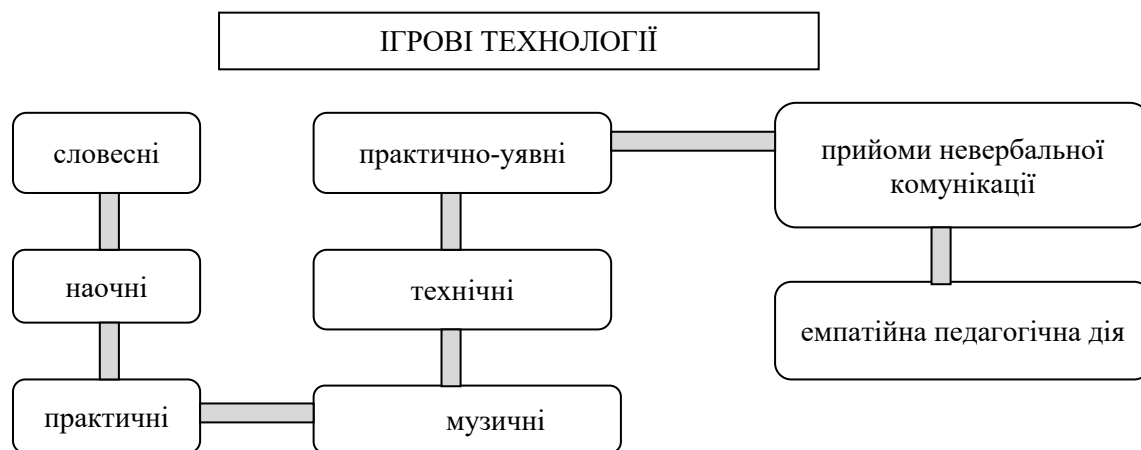 ІГРОВІ ТЕХНОЛОГІЇ
словесні
наочні
практичні
музичні
технічні
практично-уявні
прийоми невербальної
комунікації
емпатійна педагогічна дія